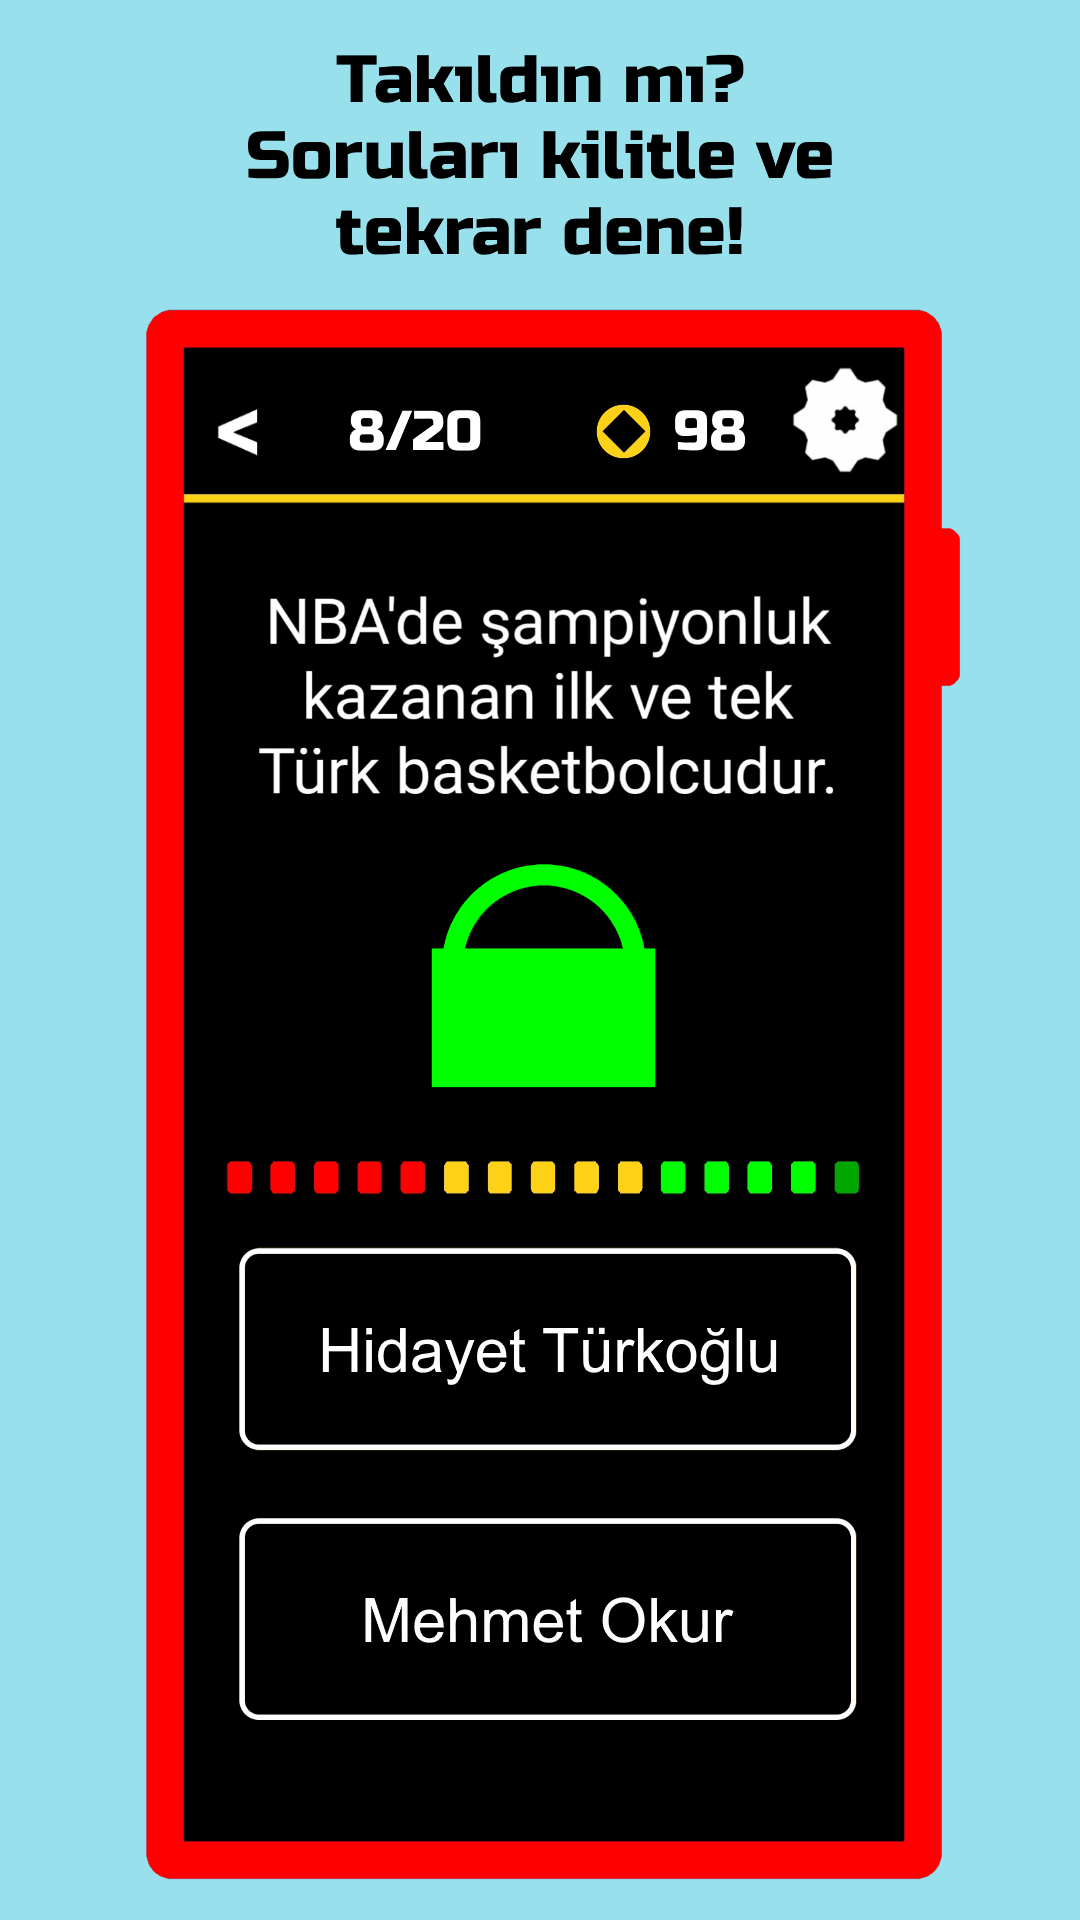 Takıldın mı?
Soruları kilitle ve
tekrar dene!
< 8/20 98
NBA'de şampiyonluk
kazanan ilk ve tek
Türk basketbolcudur.
Hidayet Türkoğlu
Mehmet Okur